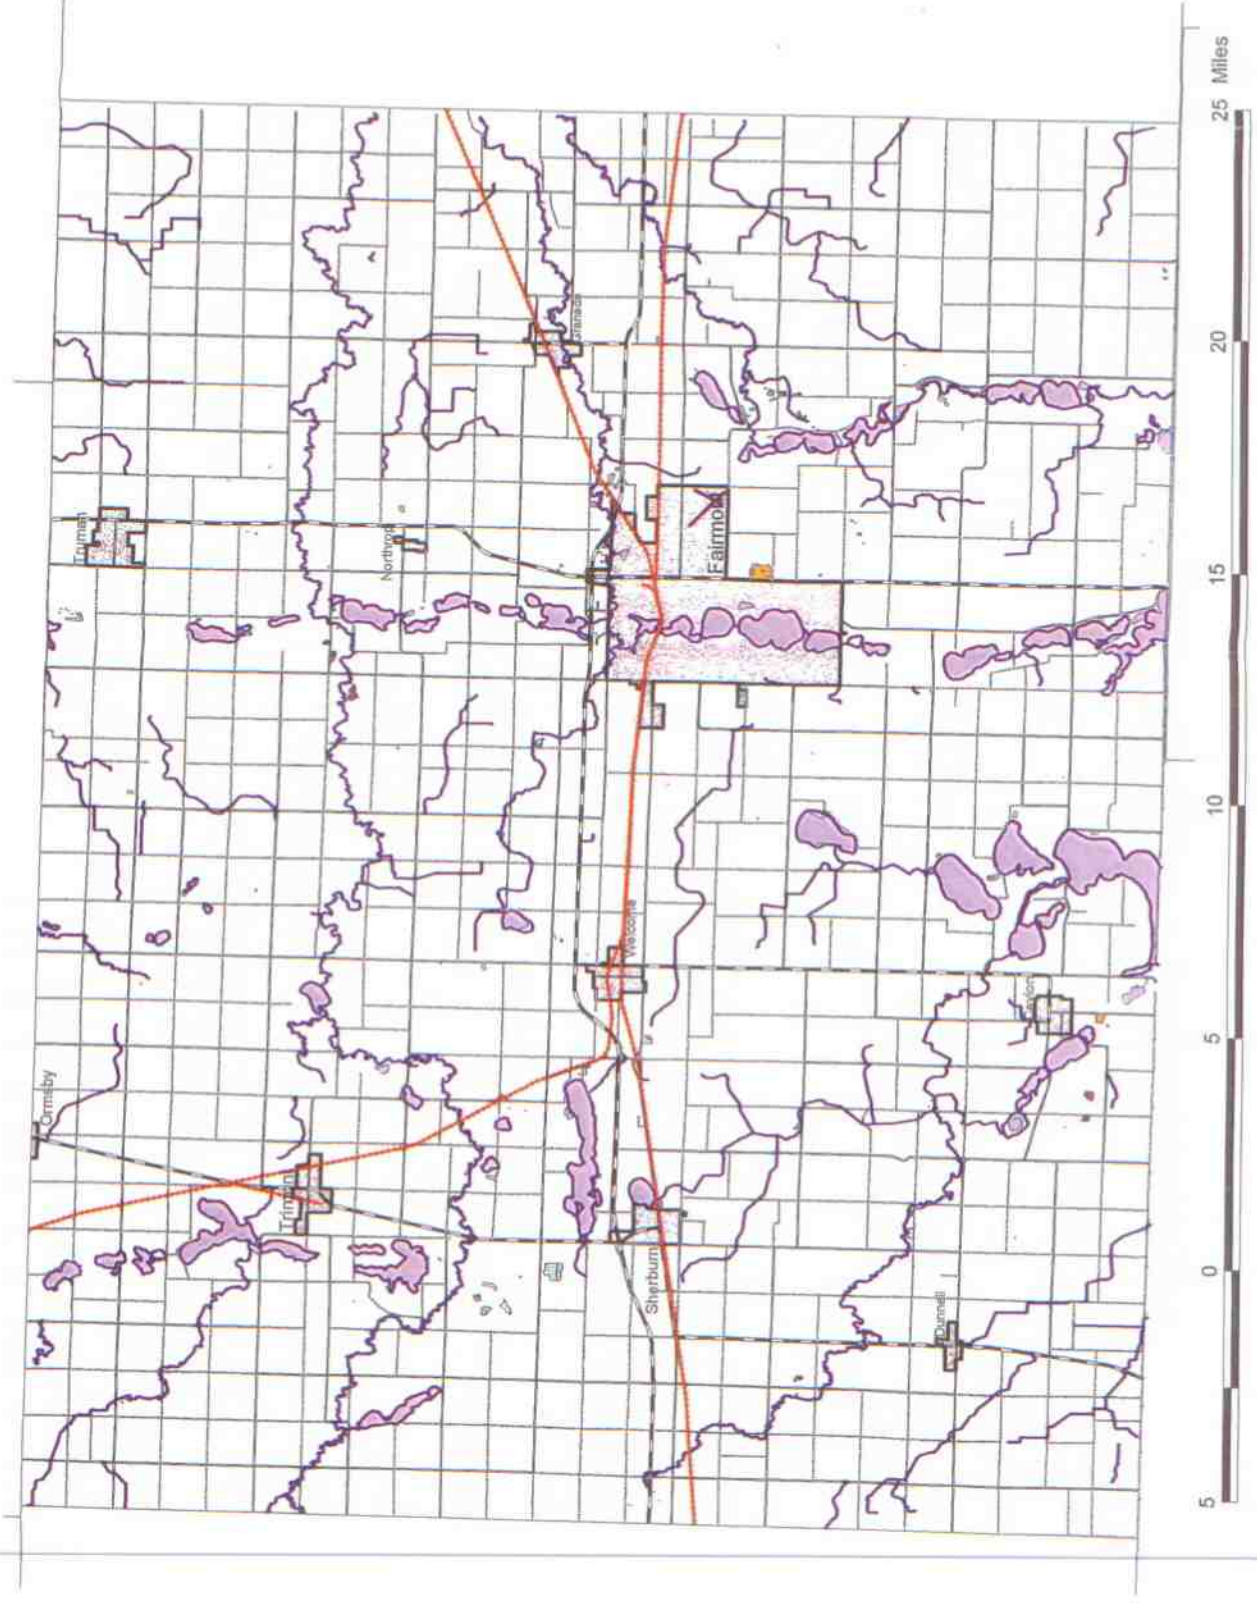 Truman
Ormsby
Northrop
Trimont
Granada
Fairmont
Welcome
Sherburn
Dunnell
5 0 5 10 15 20 25 Miles